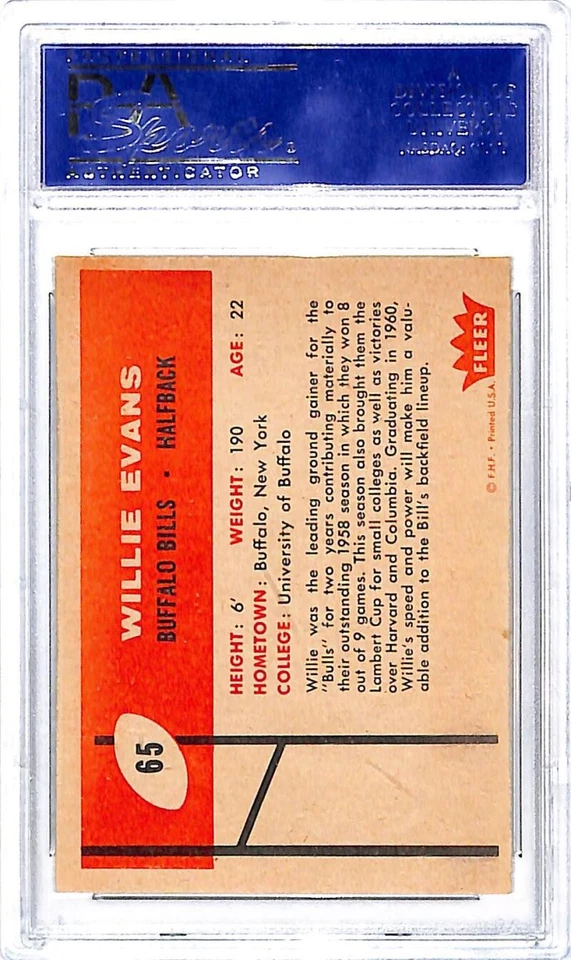 PROFESSIONAL
PSA
Sports
AUTHENTICATOR
A
DIVISION OF
COLLECTORS
UNIVERSE
NASDAQ:
65
WILLIE EVANS
BUFFALO BILLS • HALFBACK
HEIGHT: 6' WEIGHT: 190 AGE: 22
HOMETOWN: Buffalo, New York
COLLEGE: University of Buffalo
Willie was the leading ground gainer for the
"Bulls" for two years contributing materially to
their outstanding 1958 season in which they won 8
out of 9 games. This season also brought them the
Lambert Cup for small colleges as well as victories
over Harvard and Columbia. Graduating in 1960,
Willie's speed and power will make him a valu-
able addition to the Bill's backfield lineup.
FLEER
© F.H.F. • Printed U.S.A.